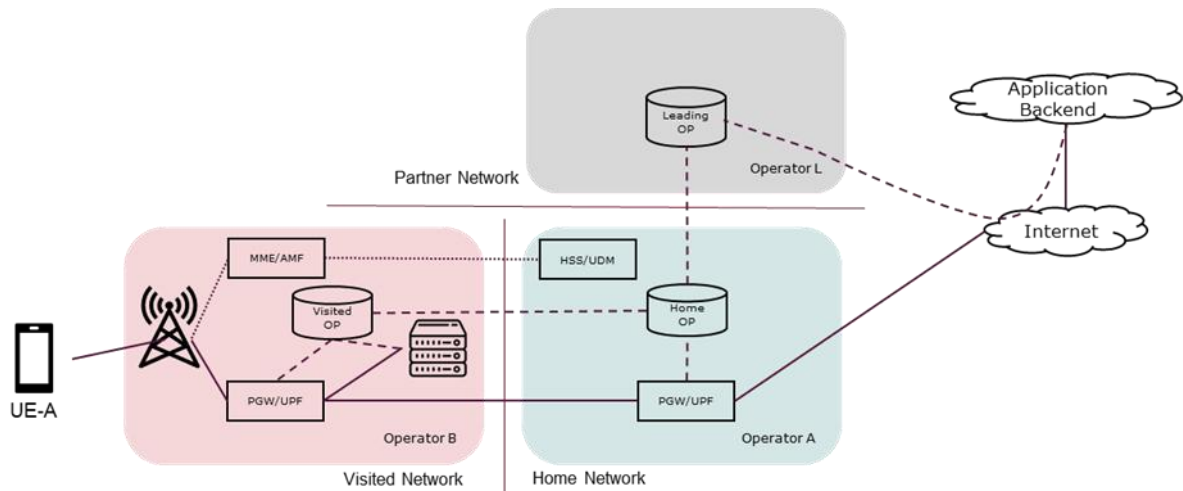 Application
Backend
Leading
OP
Operator L
Partner Network
Internet
MME/AMF
HSS/UDM
Visited
OP
Home
OP
UE-A
PGW/UPF
PGW/UPF
Operator B
Operator A
Visited Network
Home Network